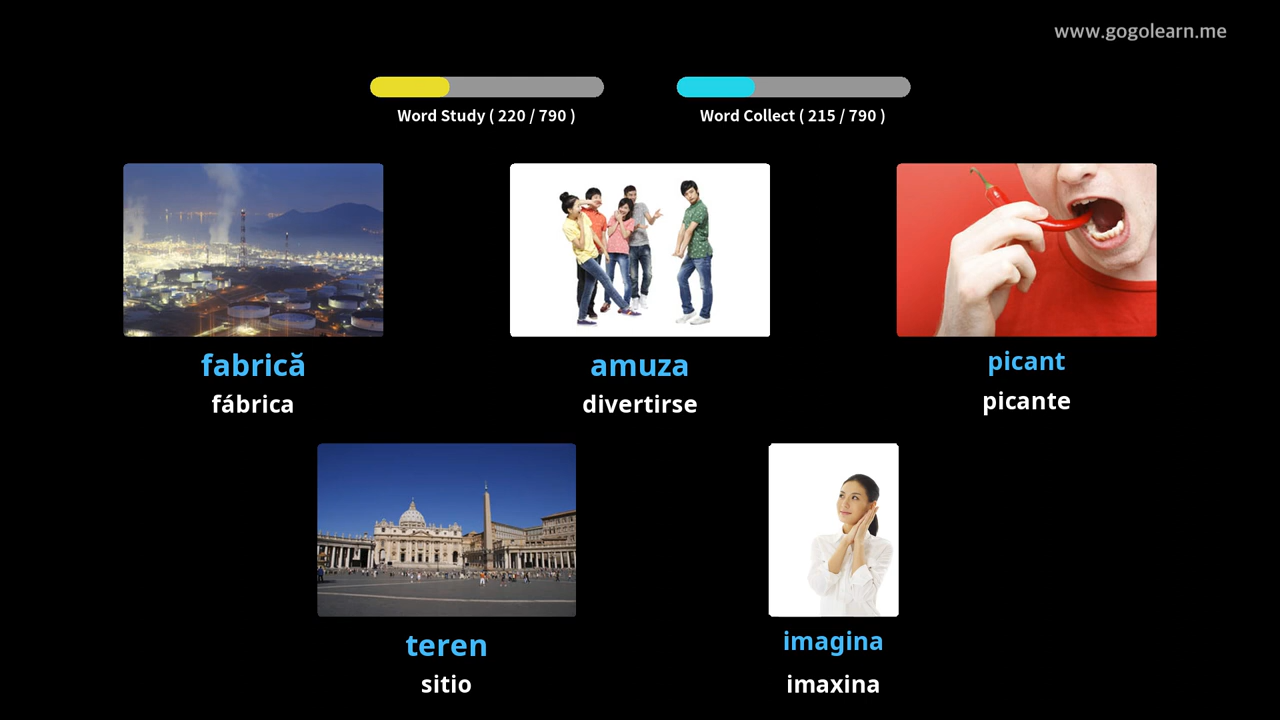 www.gogolearn.me
Word Study ( 220 / 790 )
Word Collect ( 215 / 790 )
fabrică
fábrica
amuza
divertirse
picant
picante
teren
sitio
imagina
imaxina